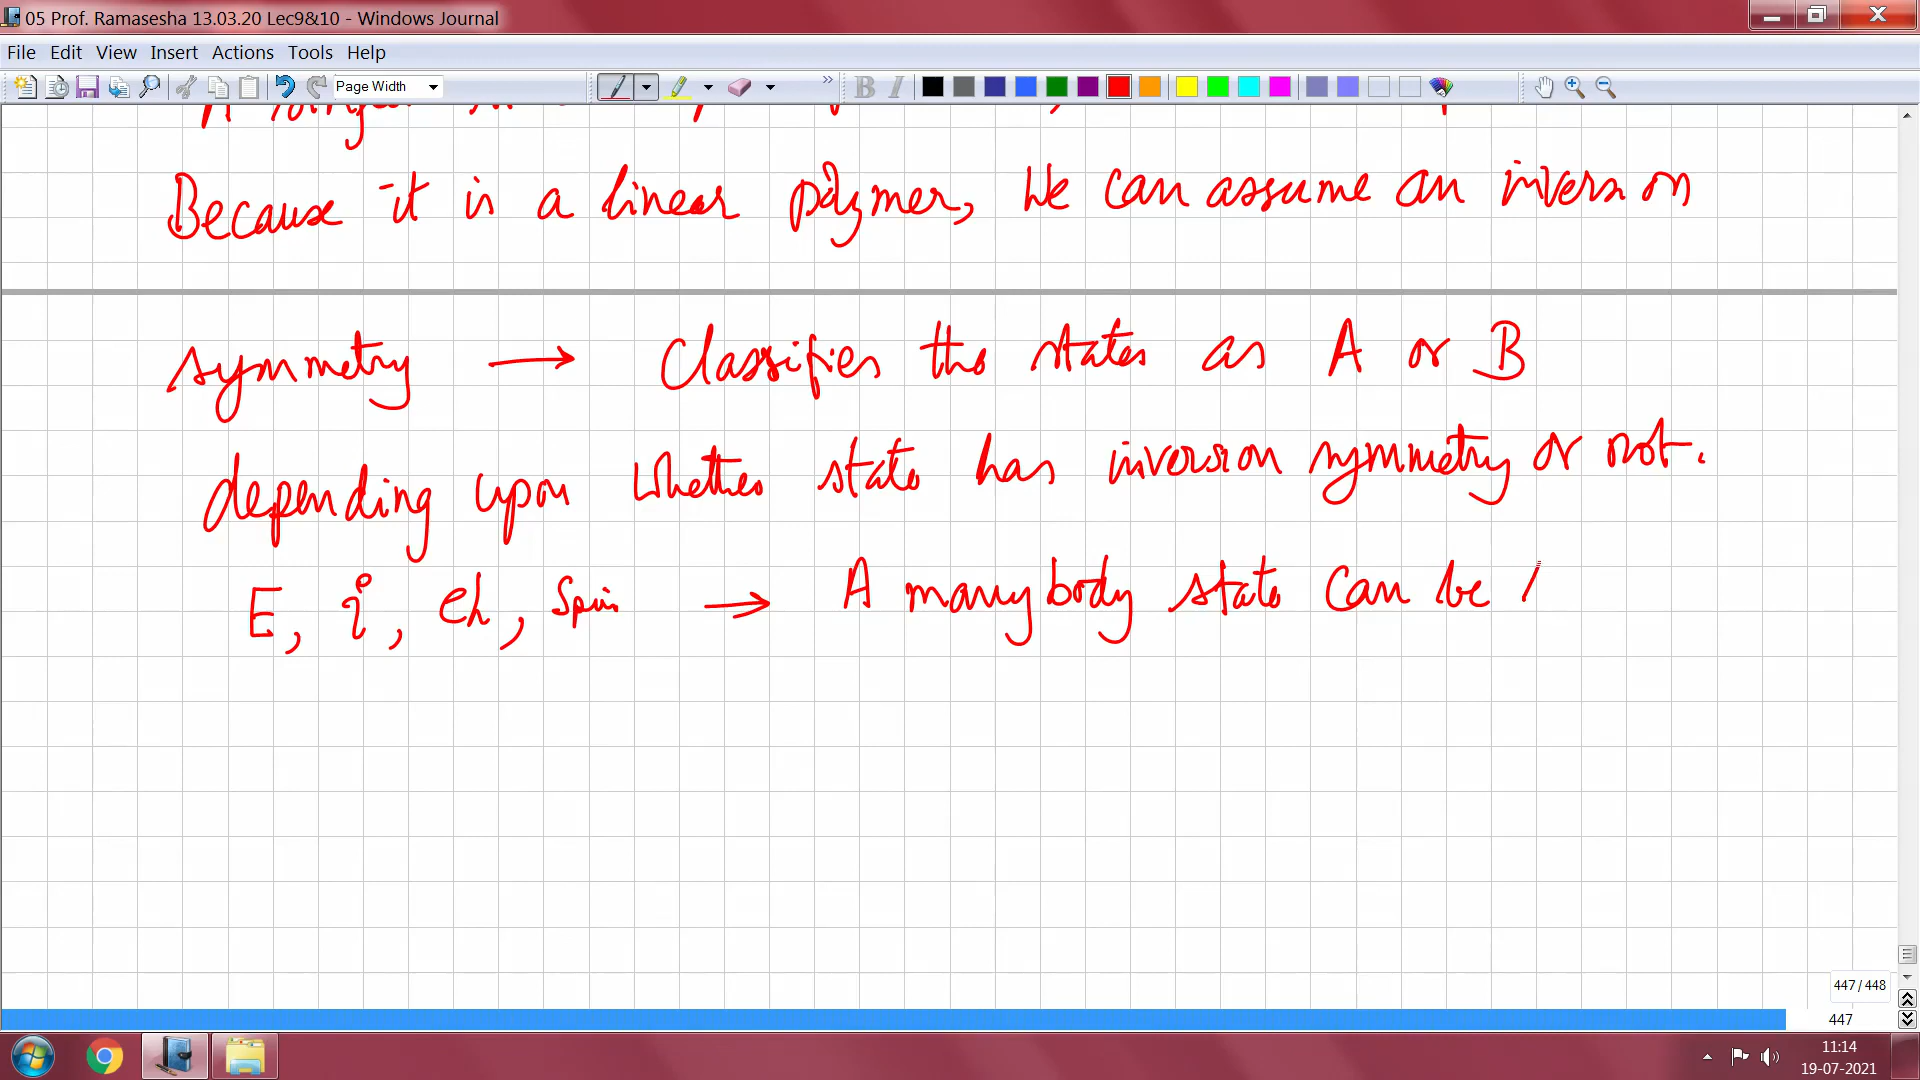 05 Prof. Ramasesha 13.03.20 Lec9&10 - Windows Journal
File Edit View Insert Actions Tools Help
Page Width
B I
A longer
Because it is a linear polymer, We can assume an inversion
symmetry → Classifies the states as A or B
depending upon whether state has inversion symmetry or not.
E, i, eh, Spin → A many body state can be
447 / 448
447
11:14
19-07-2021